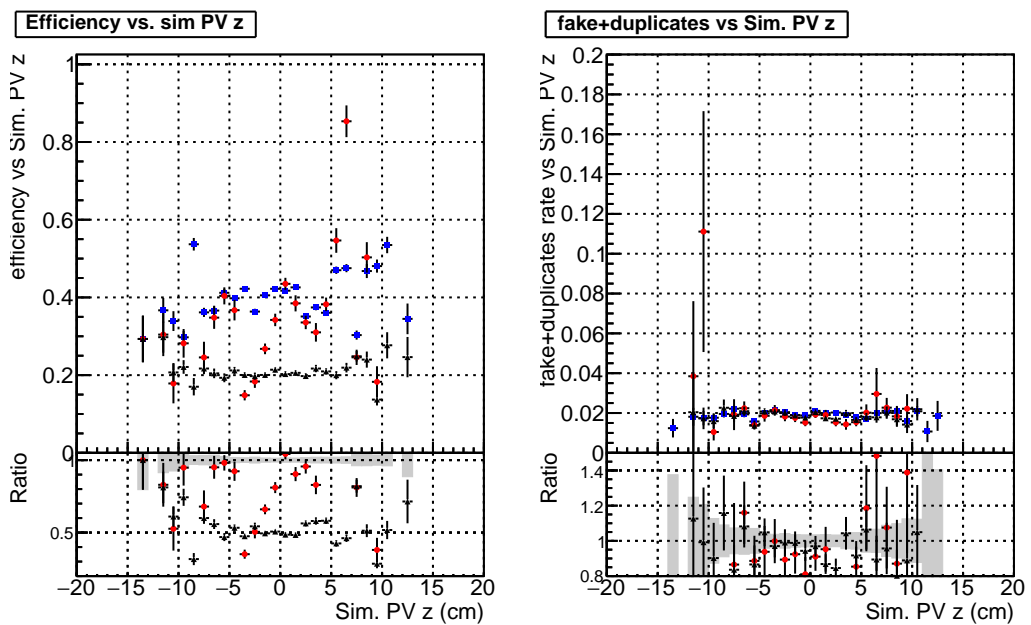 Efficiency vs. sim PV z
efficiency vs Sim. PV z
1
0.8
0.6
0.4
0.2
0
Ratio
1
0.5
−20 −15 −10 −5 0 5 10 15 20
Sim. PV z (cm)
fake+duplicates vs Sim. PV z
fake+duplicates rate vs Sim. PV z
0.2
0.18
0.16
0.14
0.12
0.1
0.08
0.06
0.04
0.02
0
Ratio
1.4
1.2
1
0.8
−20 −15 −10 −5 0 5 10 15 20
Sim. PV z (cm)